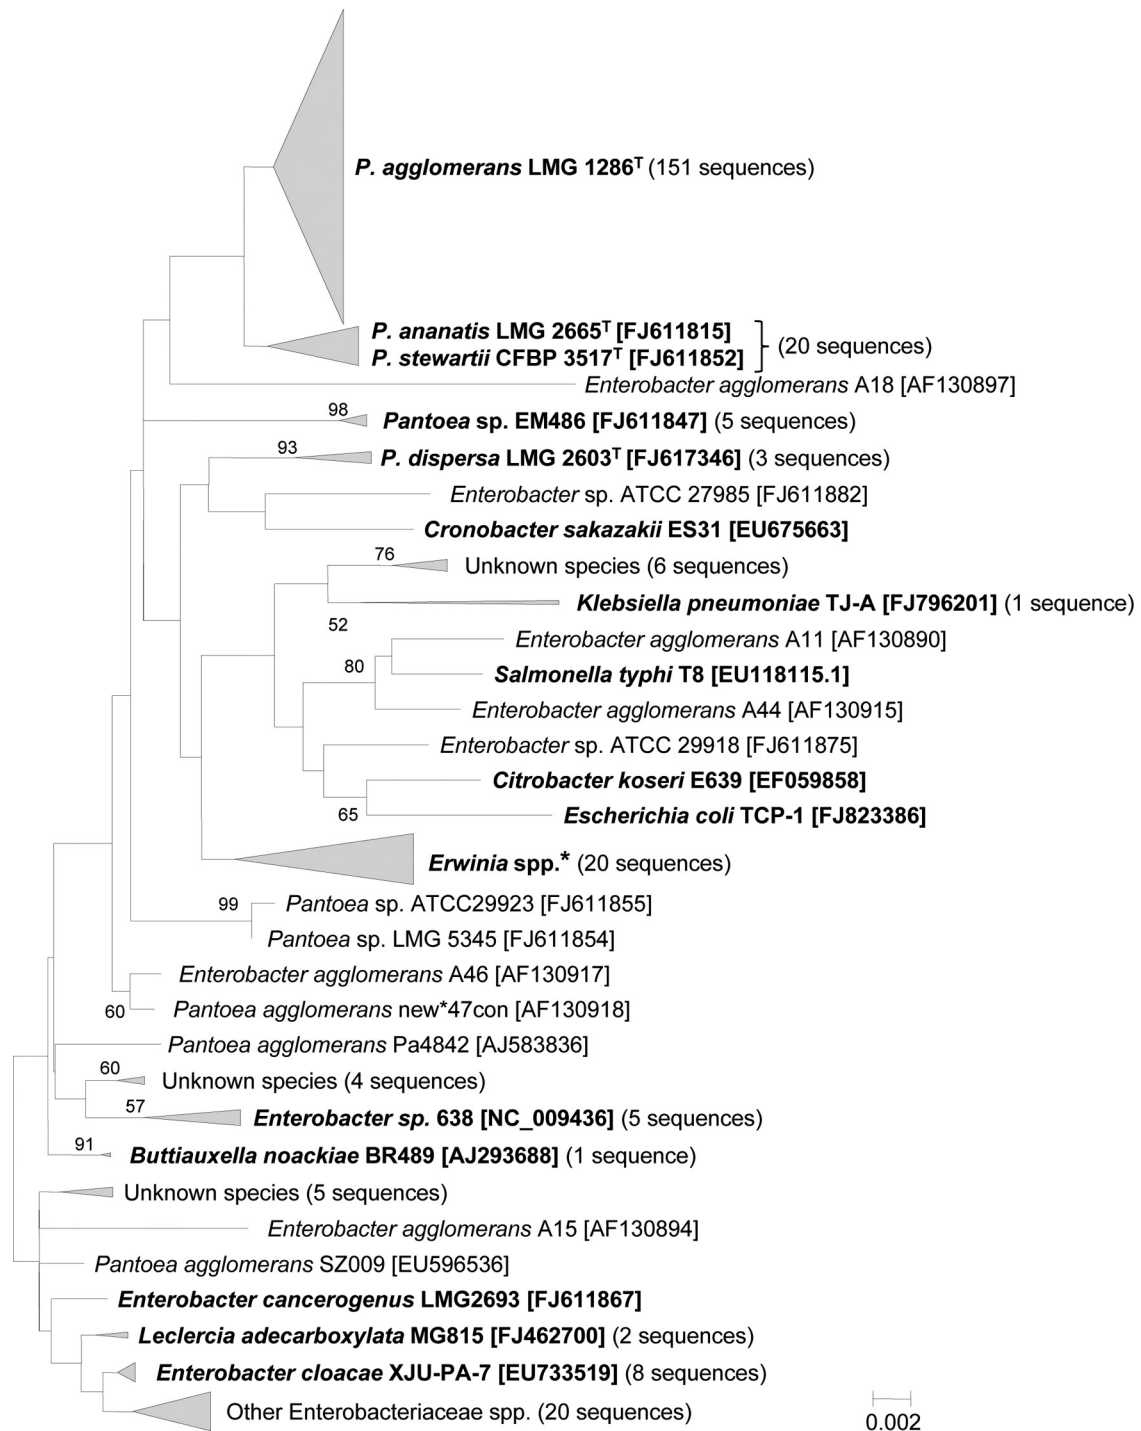 P. agglomerans LMG 1286T (151 sequences)
P. ananatis LMG 2665T [FJ611815]
P. stewartii CFBP 3517T [FJ611852]
(20 sequences)
Enterobacter agglomerans A18 [AF130897]
98
Pantoea sp. EM486 [FJ611847] (5 sequences)
93
P. dispersa LMG 2603T [FJ617346] (3 sequences)
Enterobacter sp. ATCC 27985 [FJ611882]
Cronobacter sakazakii ES31 [EU675663]
76
Unknown species (6 sequences)
Klebsiella pneumoniae TJ-A [FJ796201] (1 sequence)
52
Enterobacter agglomerans A11 [AF130890]
80
Salmonella typhi T8 [EU118115.1]
Enterobacter agglomerans A44 [AF130915]
Enterobacter sp. ATCC 29918 [FJ611875]
Citrobacter koseri E639 [EF059858]
65
Escherichia coli TCP-1 [FJ823386]
Erwinia spp.* (20 sequences)
99
Pantoea sp. ATCC29923 [FJ611855]
Pantoea sp. LMG 5345 [FJ611854]
Enterobacter agglomerans A46 [AF130917]
60
Pantoea agglomerans new*47con [AF130918]
Pantoea agglomerans Pa4842 [AJ583836]
60
Unknown species (4 sequences)
57
Enterobacter sp. 638 [NC_009436] (5 sequences)
91
Buttiauxella noackiae BR489 [AJ293688] (1 sequence)
Unknown species (5 sequences)
Enterobacter agglomerans A15 [AF130894]
Pantoea agglomerans SZ009 [EU596536]
Enterobacter cancerogenus LMG2693 [FJ611867]
Leclercia adecarboxylata MG815 [FJ462700] (2 sequences)
Enterobacter cloacae XJU-PA-7 [EU733519] (8 sequences)
Other Enterobacteriaceae spp. (20 sequences)
0.002